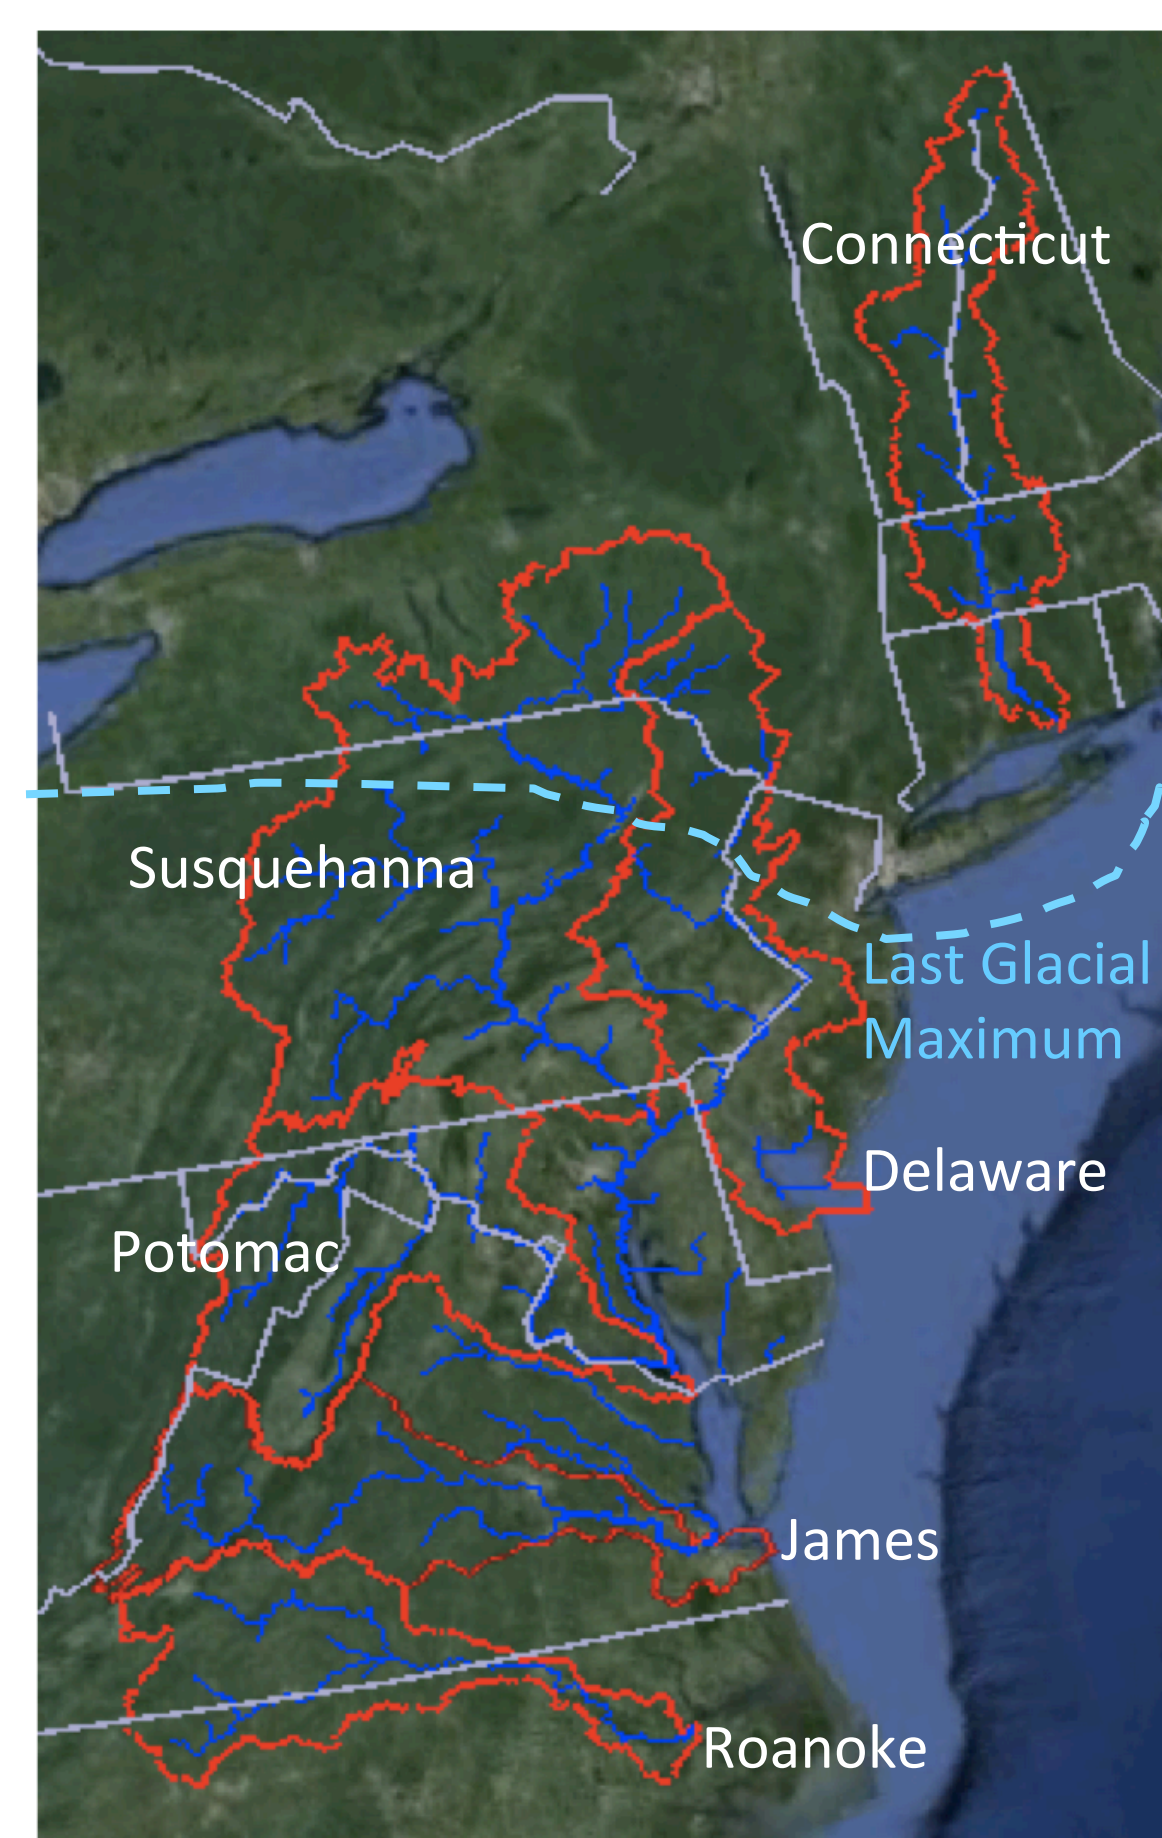 Connecticut
Susquehanna
Last Glacial
Maximum
Delaware
Potomac
James
Roanoke